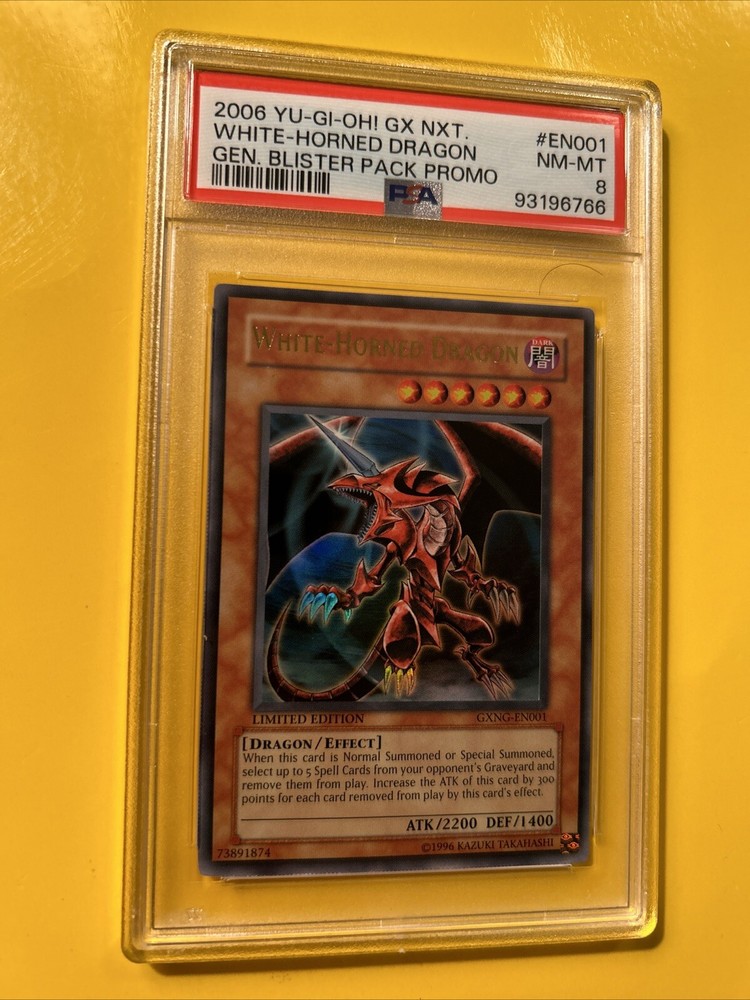 2006 YU-GI-OH! GX NXT. #EN001
WHITE-HORNED DRAGON NM-MT
GEN. BLISTER PACK PROMO 8
PSA 93196766
WHITE-HORNED DRAGON
DARK
闇
LIMITED EDITION GXNG-EN001
[DRAGON/EFFECT]
When this card is Normal Summoned or Special Summoned,
select up to 5 Spell Cards from your opponent's Graveyard and
remove them from play. Increase the ATK of this card by 300
points for each card removed from play by this card's effect.
ATK/2200 DEF/1400
73891874 ©1996 KAZUKI TAKAHASHI